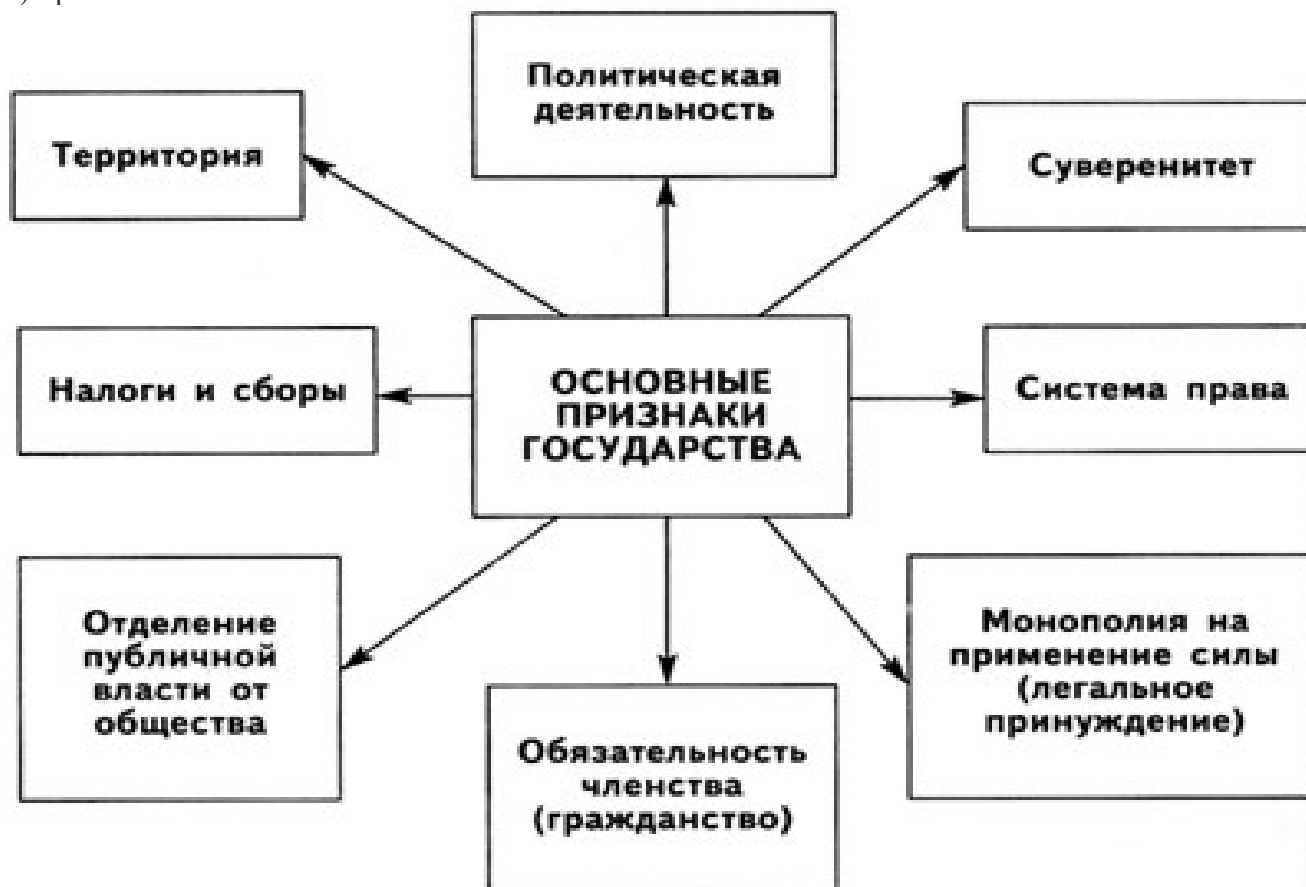 Политическая
деятельность
Территория
Суверенитет
Налоги и сборы
ОСНОВНЫЕ
ПРИЗНАКИ
ГОСУДАРСТВА
Система права
Отделение
публичной
власти от
общества
Обязательность
членства
(гражданство)
Монополия на
применение силы
(легальное
принуждение)